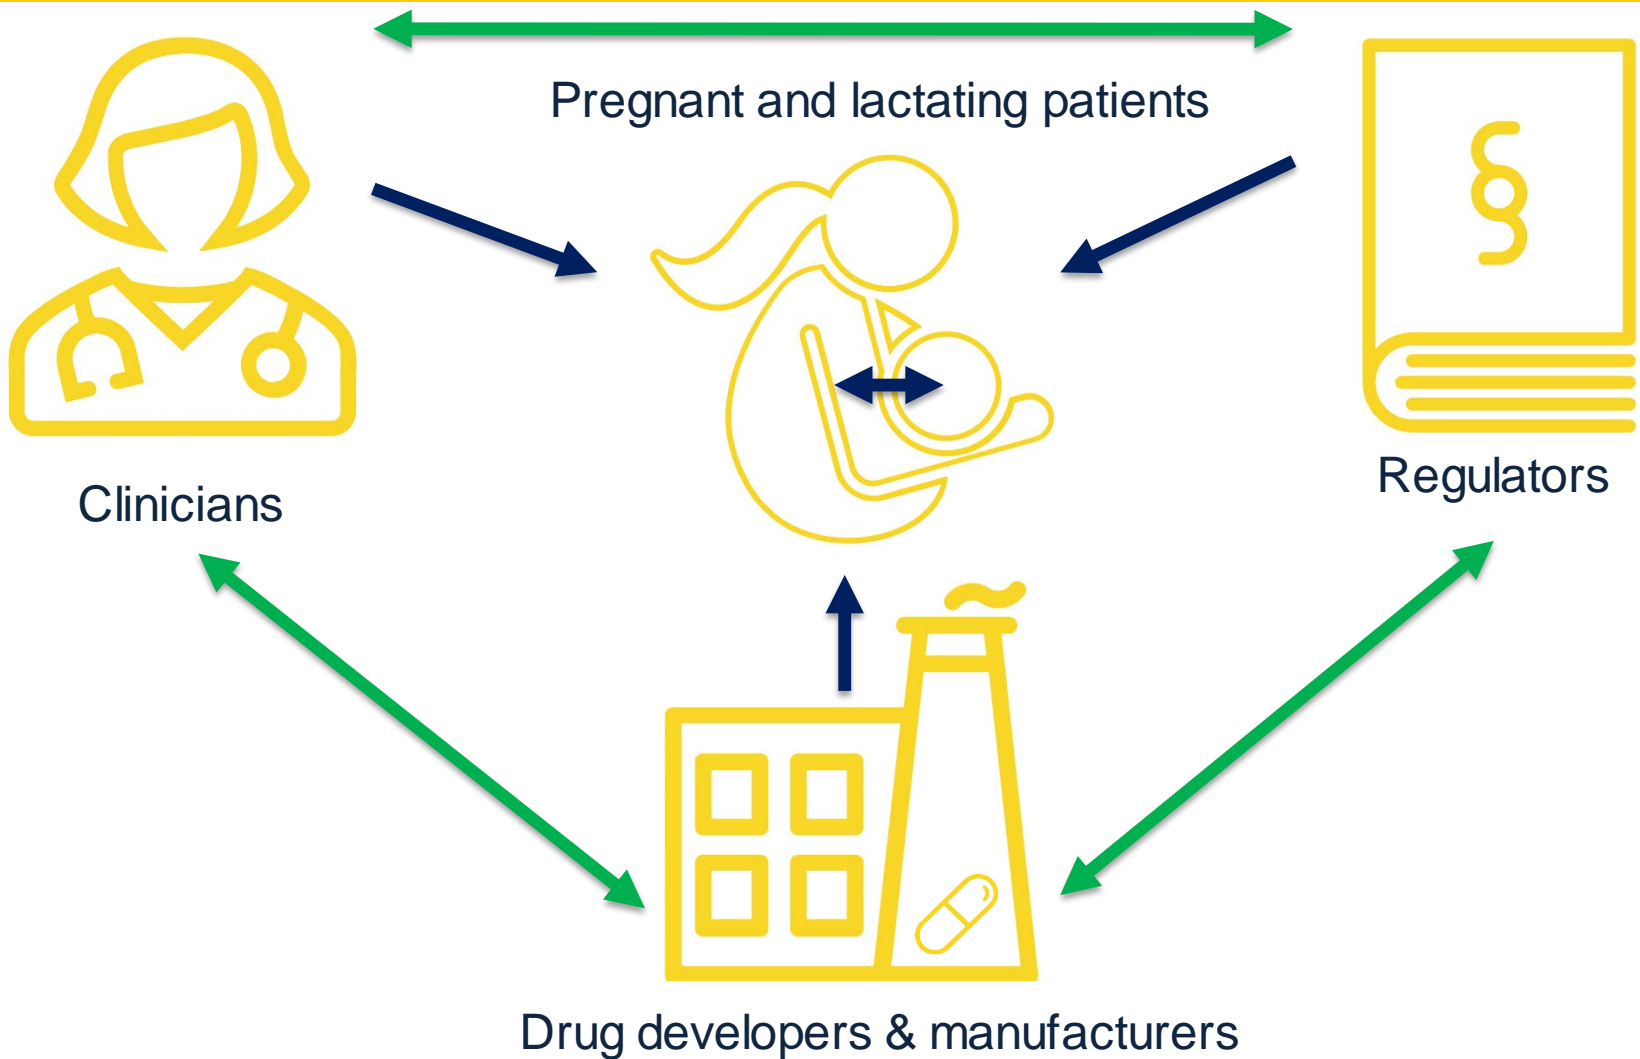 Pregnant and lactating patients
§
Clinicians
Regulators
Drug developers & manufacturers